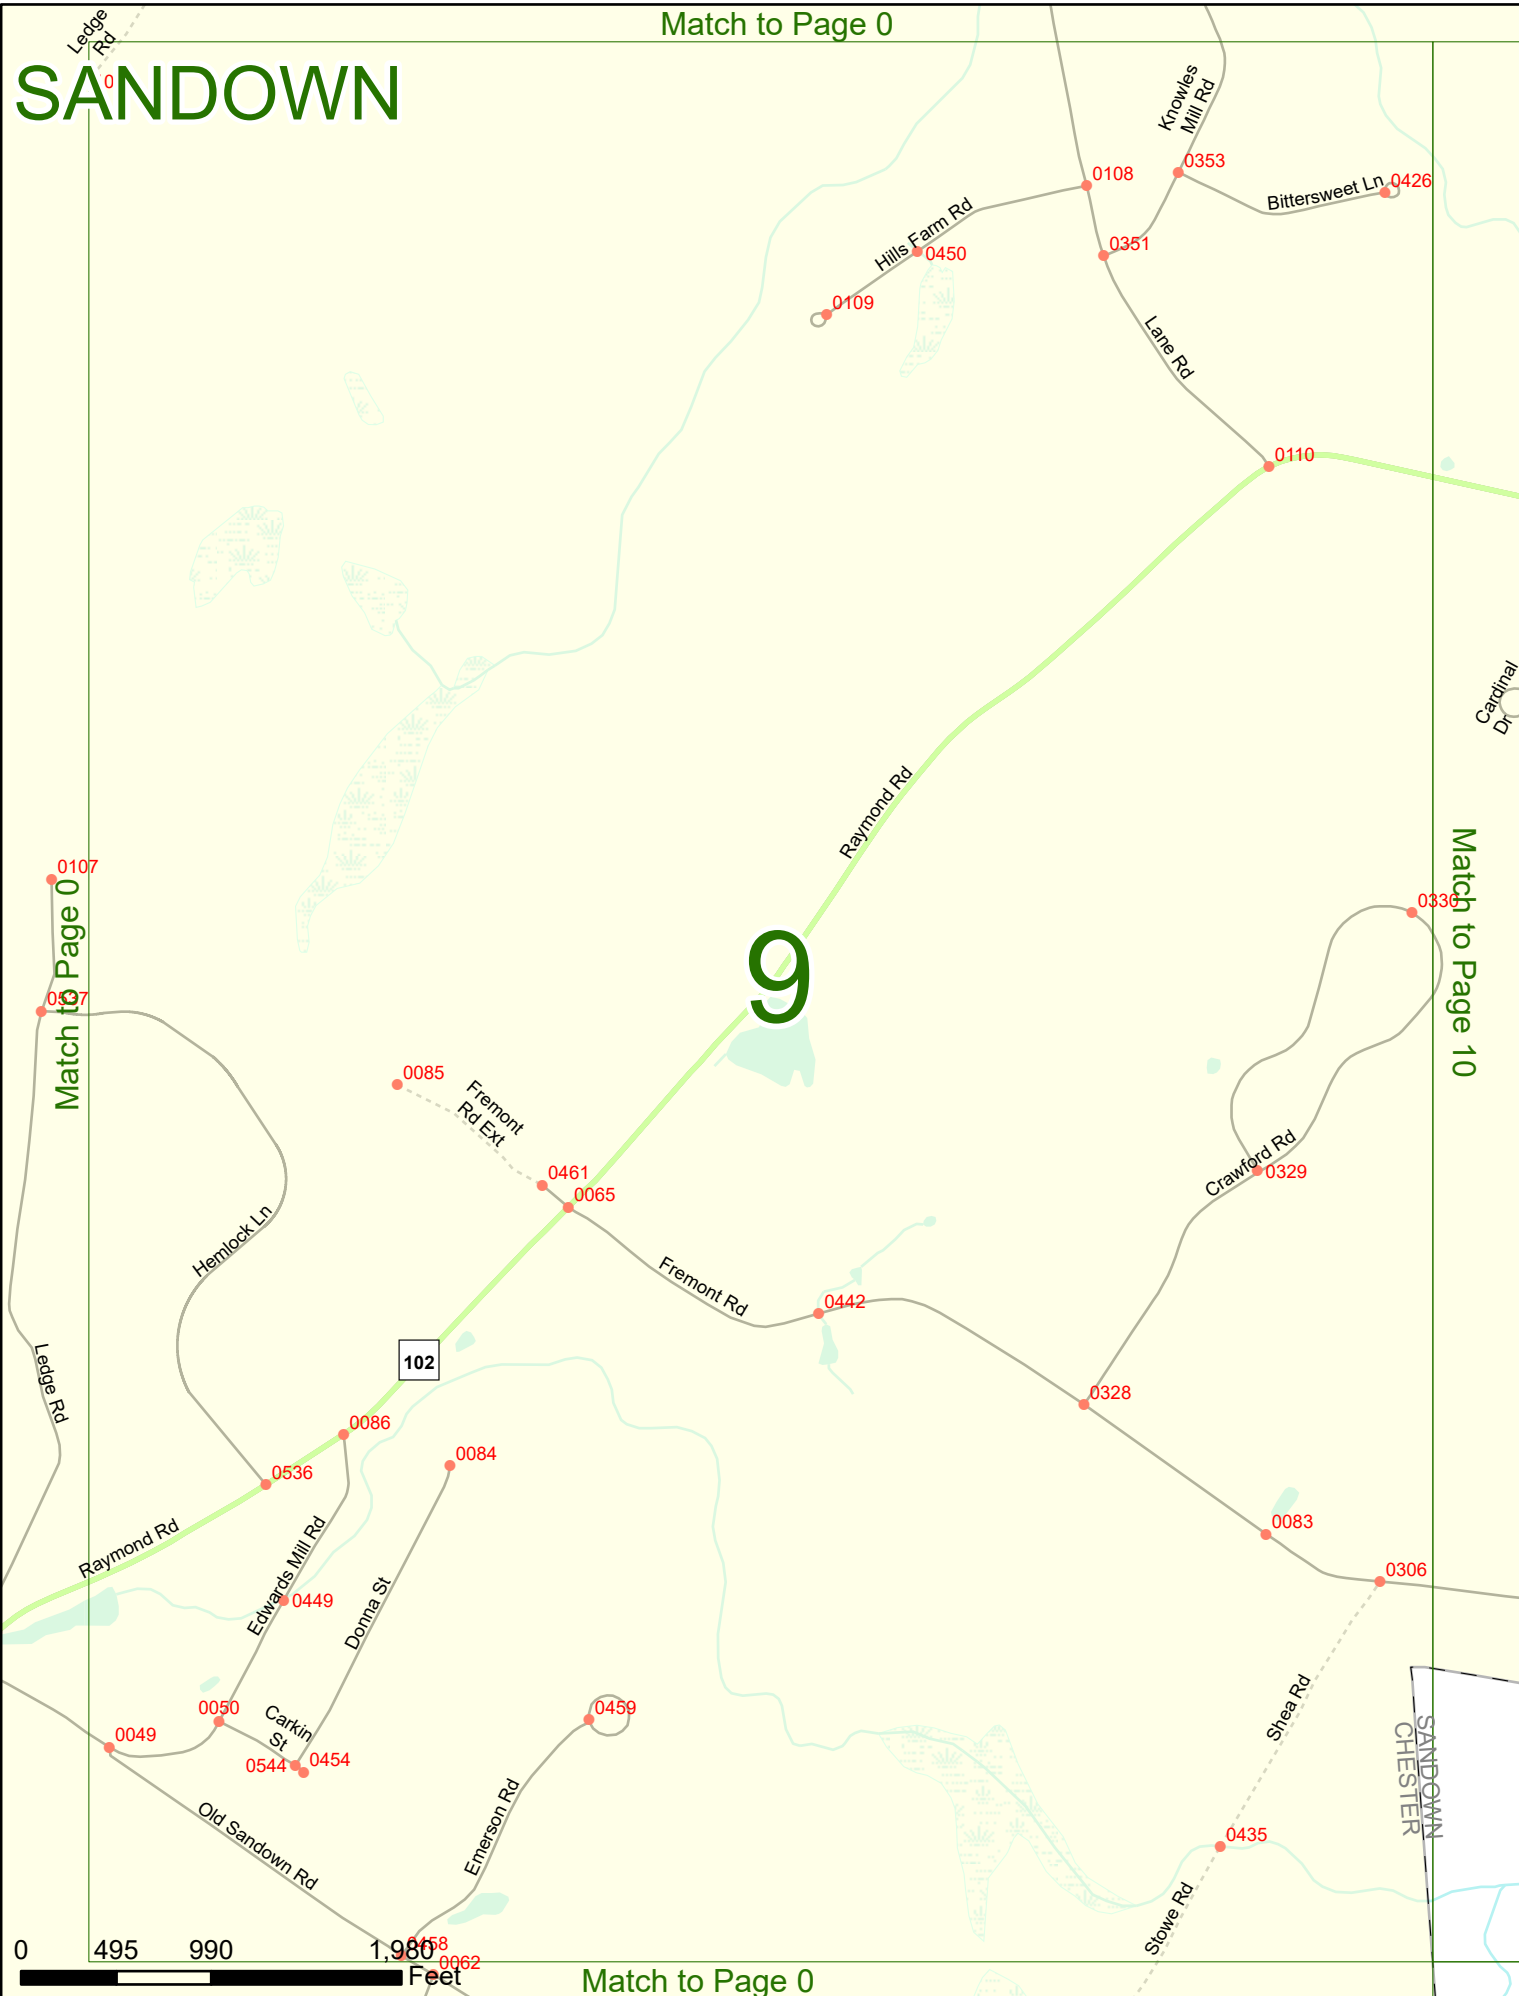 Match to Page 0
Ledge
Rd
0
SANDOWN
Knowles
Mill Rd
0353
0108
Bittersweet Ln
0426
Hills Farm Rd
0450
0351
0109
Lane Rd
0110
Cardinal
Dr
Raymond Rd
0107
Match to Page 0
0537
9
0330
Match to Page 10
0085
Fremont
Rd Ext
0461
0065
Crawford Rd
0329
Hemlock Ln
Fremont Rd
0442
102
Ledge Rd
0328
0086
0084
0536
Raymond Rd
Edwards Mill Rd
0449
Donna St
0083
0306
Shea Rd
0050
Carkin
St
0049
0544
0454
0459
SANDOWN
CHESTER
Old Sandown Rd
Emerson Rd
0435
Stowe Rd
0458
0062
0 495 990 1,980
Feet
Match to Page 0